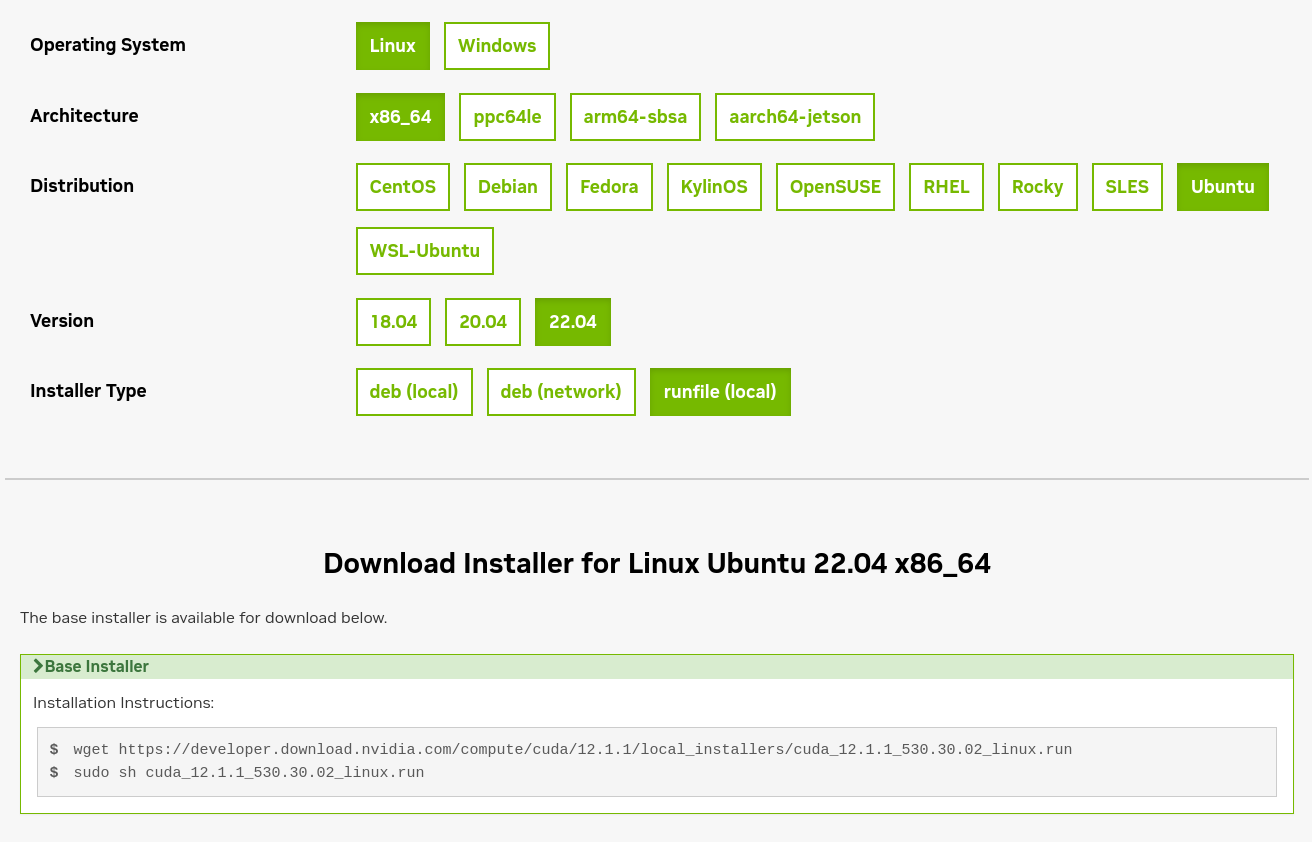 Operating System Linux Windows
Architecture x86_64 ppc64le arm64-sbsa aarch64-jetson
Distribution CentOS Debian Fedora KylinOS OpenSUSE RHEL Rocky SLES Ubuntu
WSL-Ubuntu
Version 18.04 20.04 22.04
Installer Type deb (local) deb (network) runfile (local)
Download Installer for Linux Ubuntu 22.04 x86_64
The base installer is available for download below.
Base Installer
Installation Instructions:
$ wget https://developer.download.nvidia.com/compute/cuda/12.1.1/local_installers/cuda_12.1.1_530.30.02_linux.run
$ sudo sh cuda_12.1.1_530.30.02_linux.run